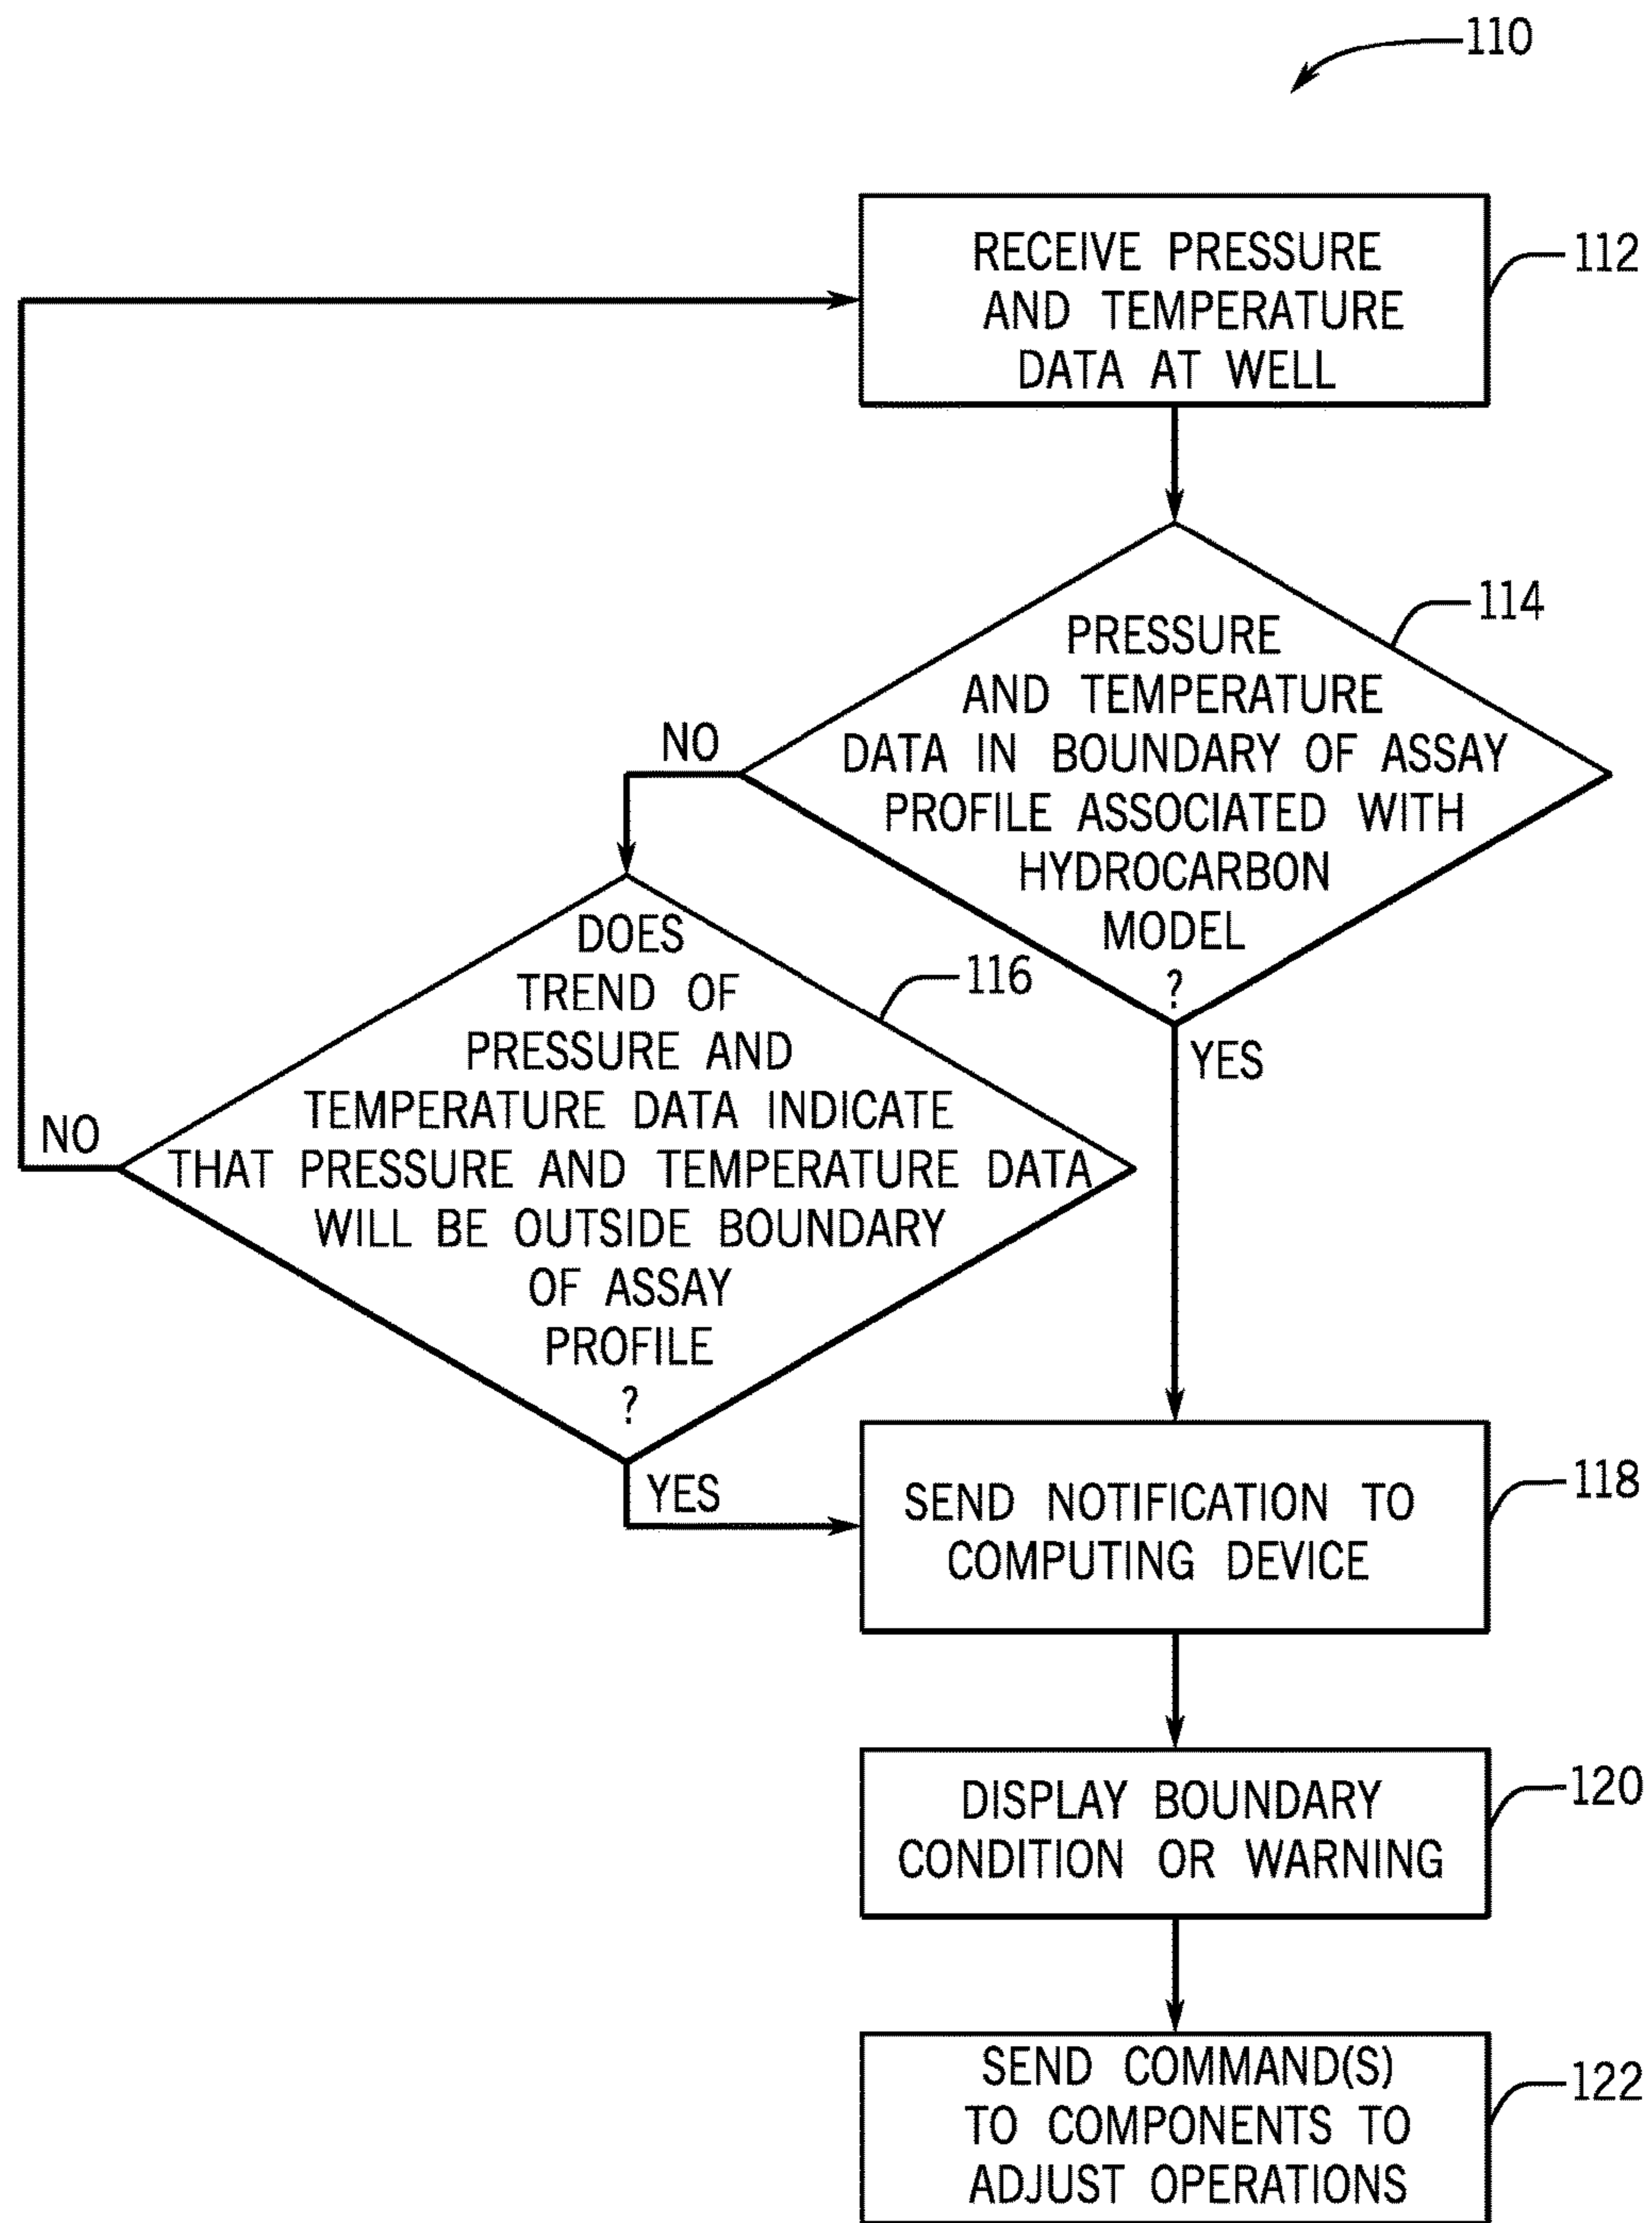 110
RECEIVE PRESSURE
AND TEMPERATURE
DATA AT WELL
112
114
PRESSURE
AND TEMPERATURE
DATA IN BOUNDARY OF ASSAY
PROFILE ASSOCIATED WITH
HYDROCARBON
MODEL
?
NO
YES
116
DOES
TREND OF
PRESSURE AND
TEMPERATURE DATA INDICATE
THAT PRESSURE AND TEMPERATURE DATA
WILL BE OUTSIDE BOUNDARY
OF ASSAY
PROFILE
?
NO
YES
SEND NOTIFICATION TO
COMPUTING DEVICE
118
DISPLAY BOUNDARY
CONDITION OR WARNING
120
SEND COMMAND(S)
TO COMPONENTS TO
ADJUST OPERATIONS
122